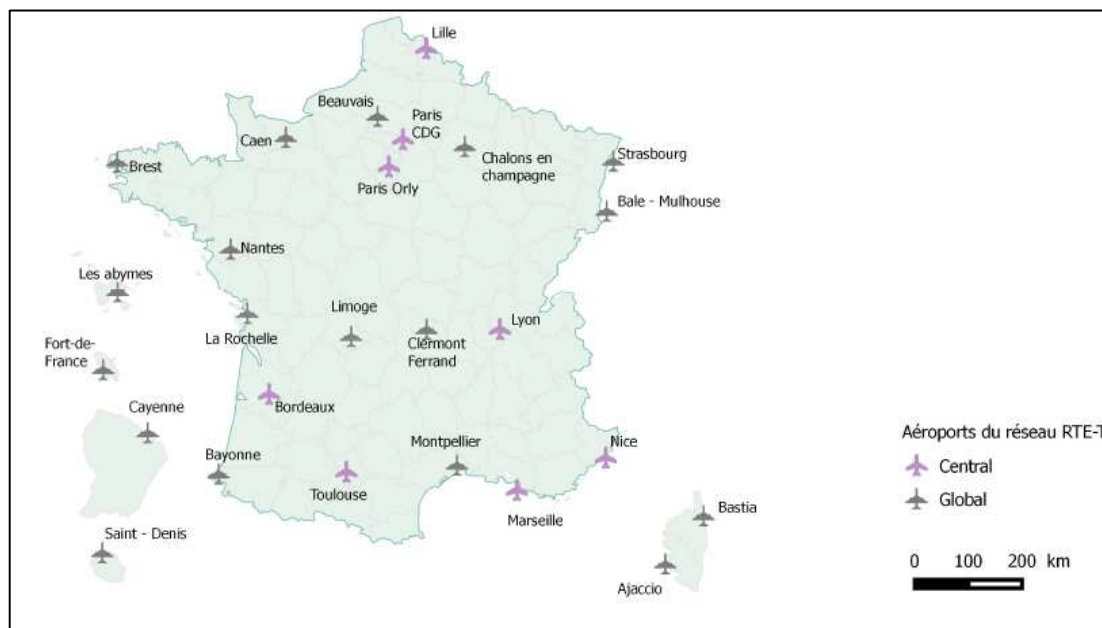 Lille
Beauvais
Paris
CDG
Caen
Chalons en
champagne
Strasbourg
Brest
Paris Orly
Bale - Mulhouse
Nantes
Les abymes
Limoge
Lyon
La Rochelle
Clermont
Ferrand
Fort-de-
France
Bordeaux
Cayenne
Montpellier
Nice
Aéroports du réseau RTE-T
Bayonne
Central
Toulouse
Global
Marseille
Bastia
Saint - Denis
Ajaccio
0 100 200 km